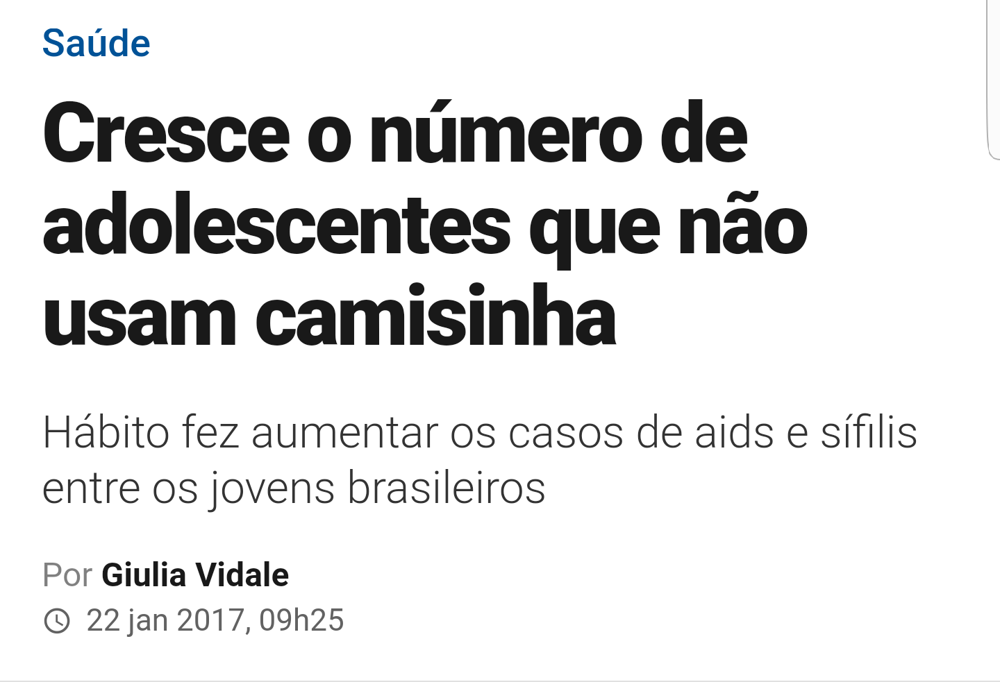 Saúde
Cresce o número de
adolescentes que não
usam camisinha
Hábito fez aumentar os casos de aids e sífilis
entre os jovens brasileiros
Por Giulia Vidale
22 jan 2017, 09h25